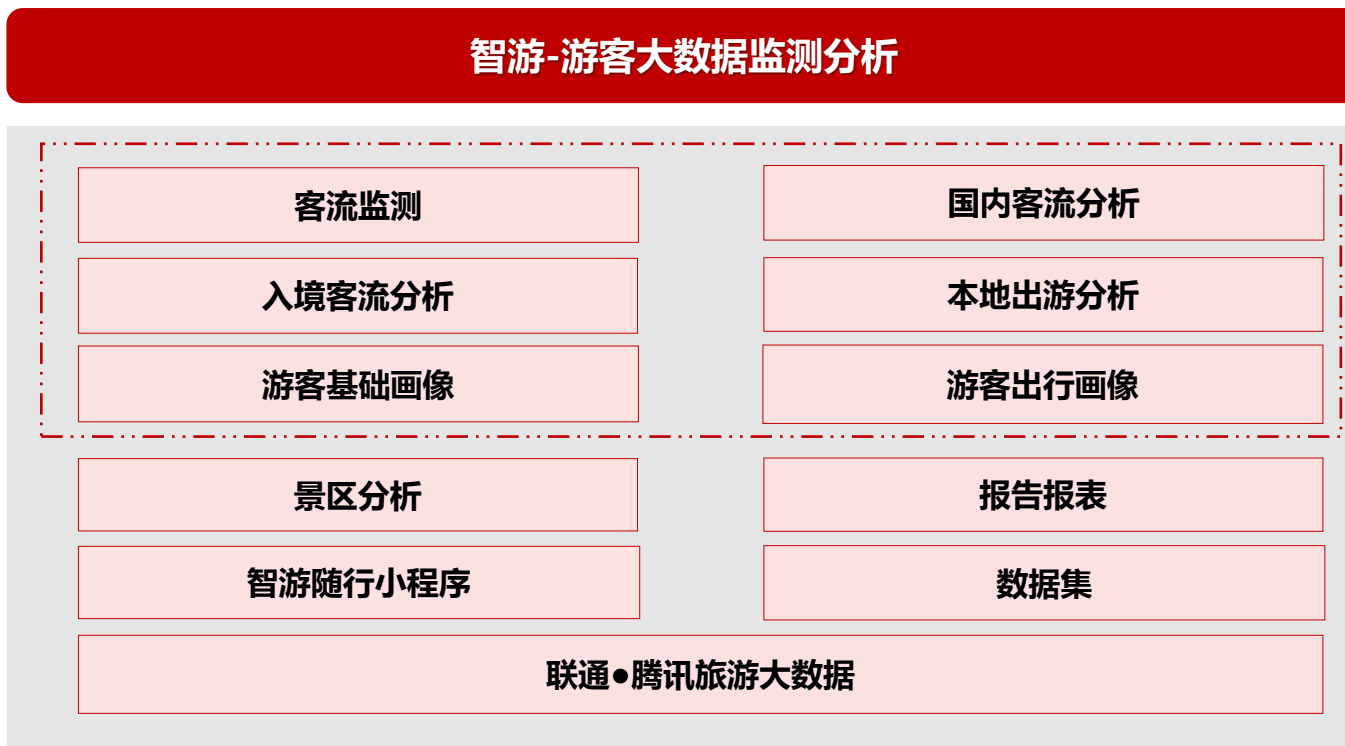 智游-游客大数据监测分析
客流监测
国内客流分析
入境客流分析
本地出游分析
游客基础画像
游客出行画像
景区分析
报告报表
智游随行小程序
数据集
联通●腾讯旅游大数据